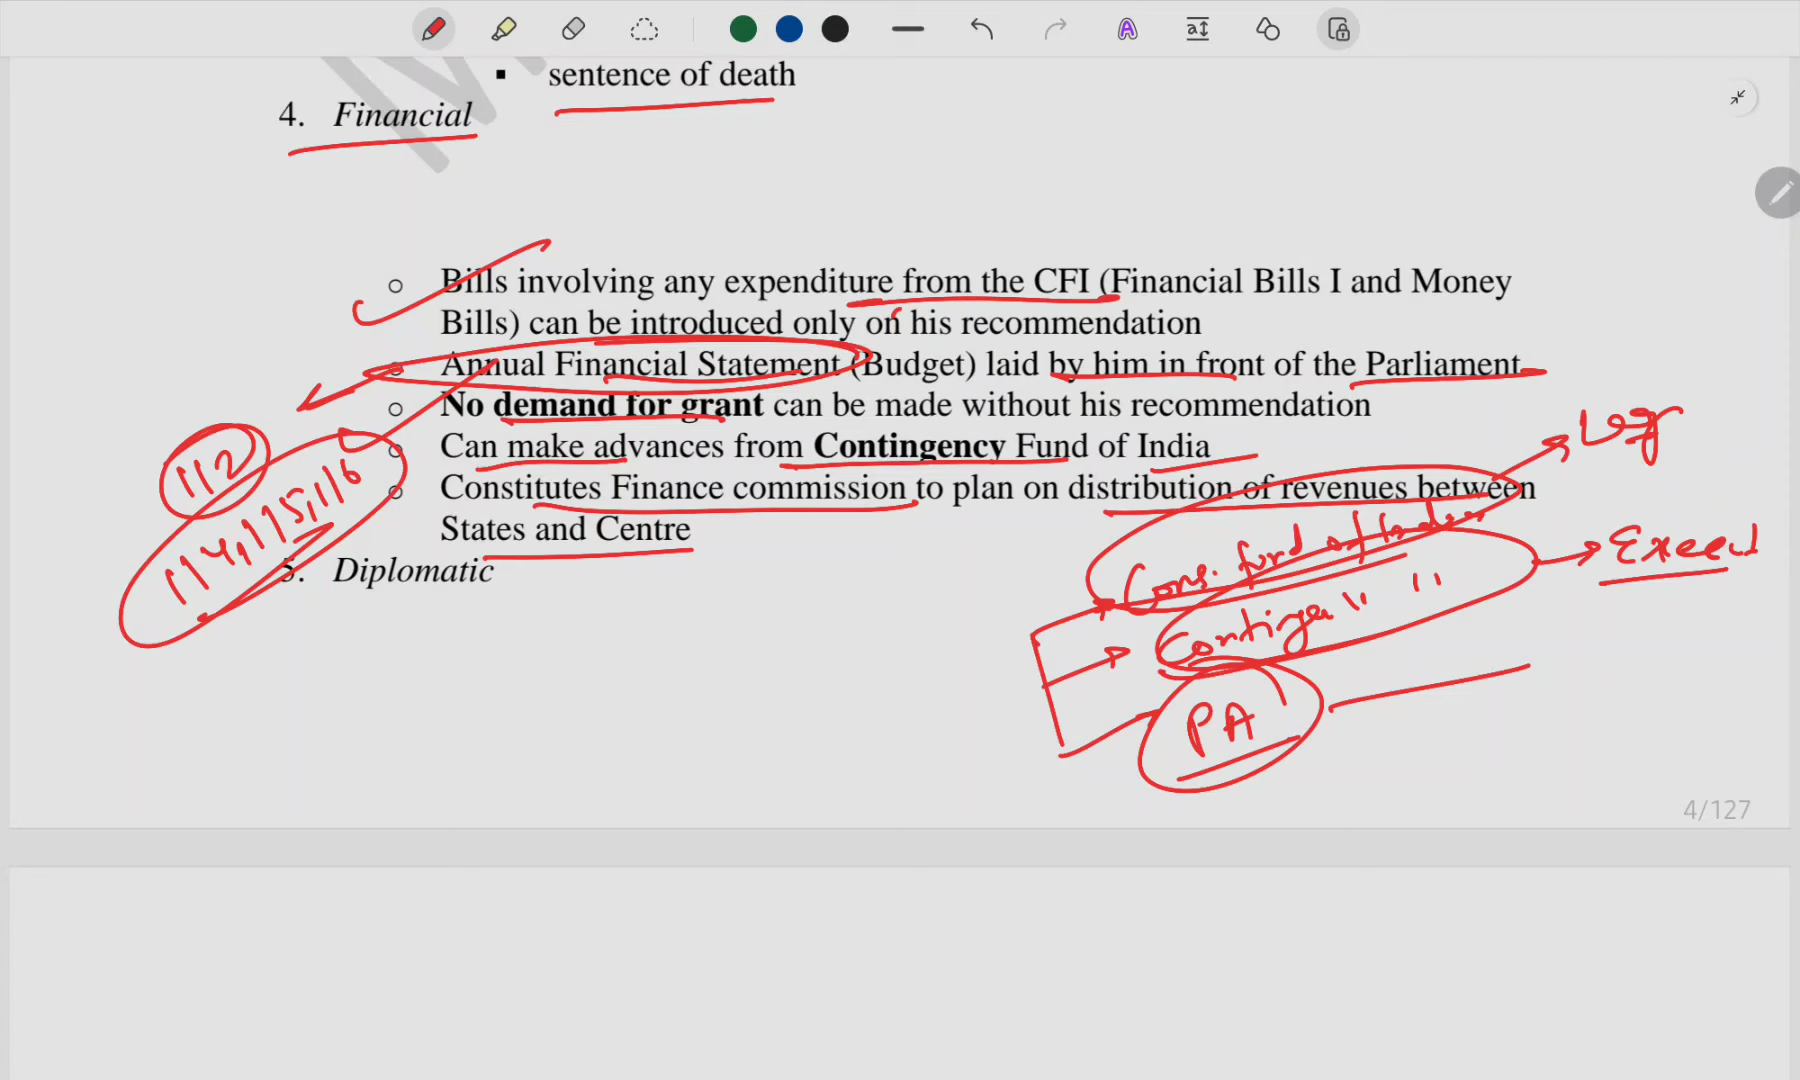 ▪ sentence of death
4. Financial
○ Bills involving any expenditure from the CFI (Financial Bills I and Money
Bills) can be introduced only on his recommendation
○ Annual Financial Statement (Budget) laid by him in front of the Parliament
○ No demand for grant can be made without his recommendation
○ Can make advances from Contingency Fund of India
○ Constitutes Finance commission to plan on distribution of revenues between
States and Centre
5. Diplomatic
112
114, 115, 116
Cons. fund of India
Contingen " "
PA
Execu
4/127